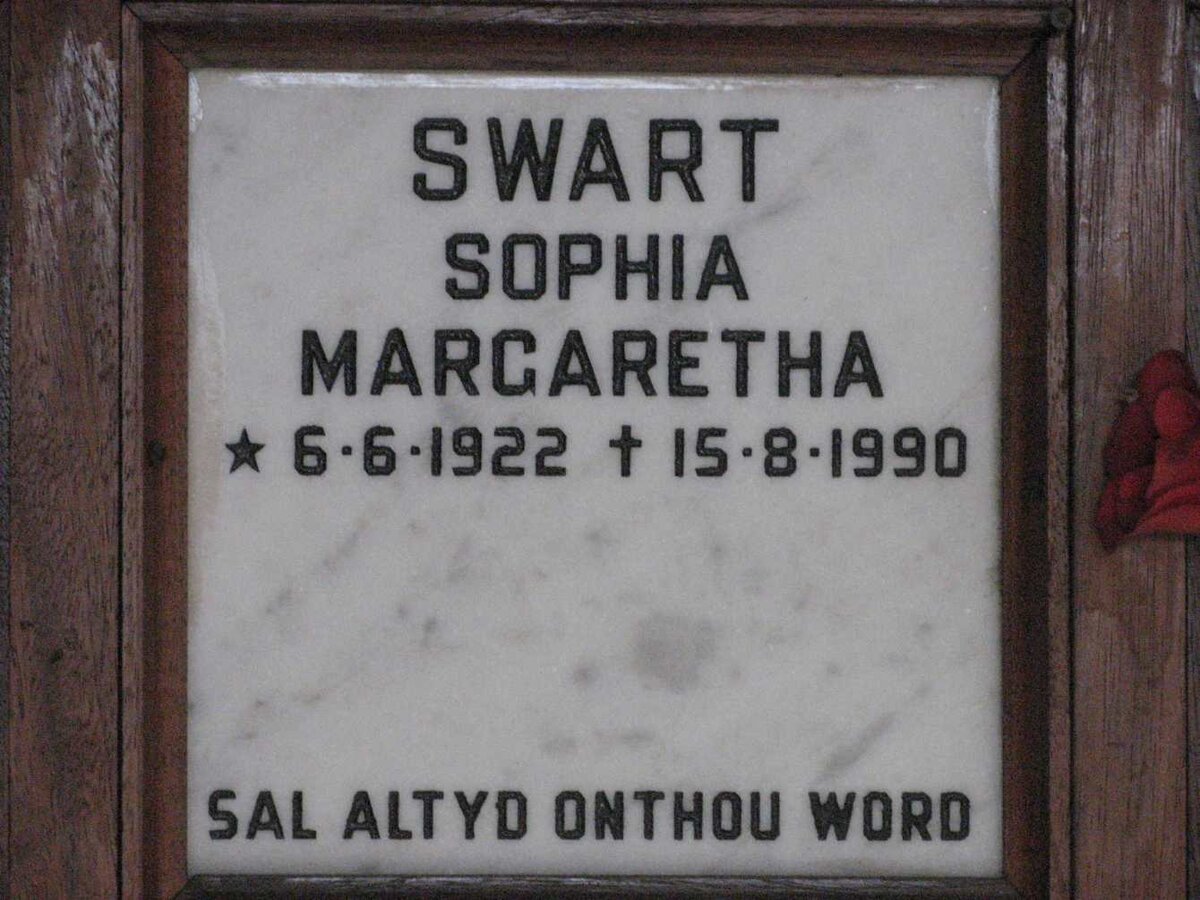 SWART
SOPHIA
MARGARETHA
★ 6·6·1922 ✝ 15·8·1990
SAL ALTYD ONTHOU WORD